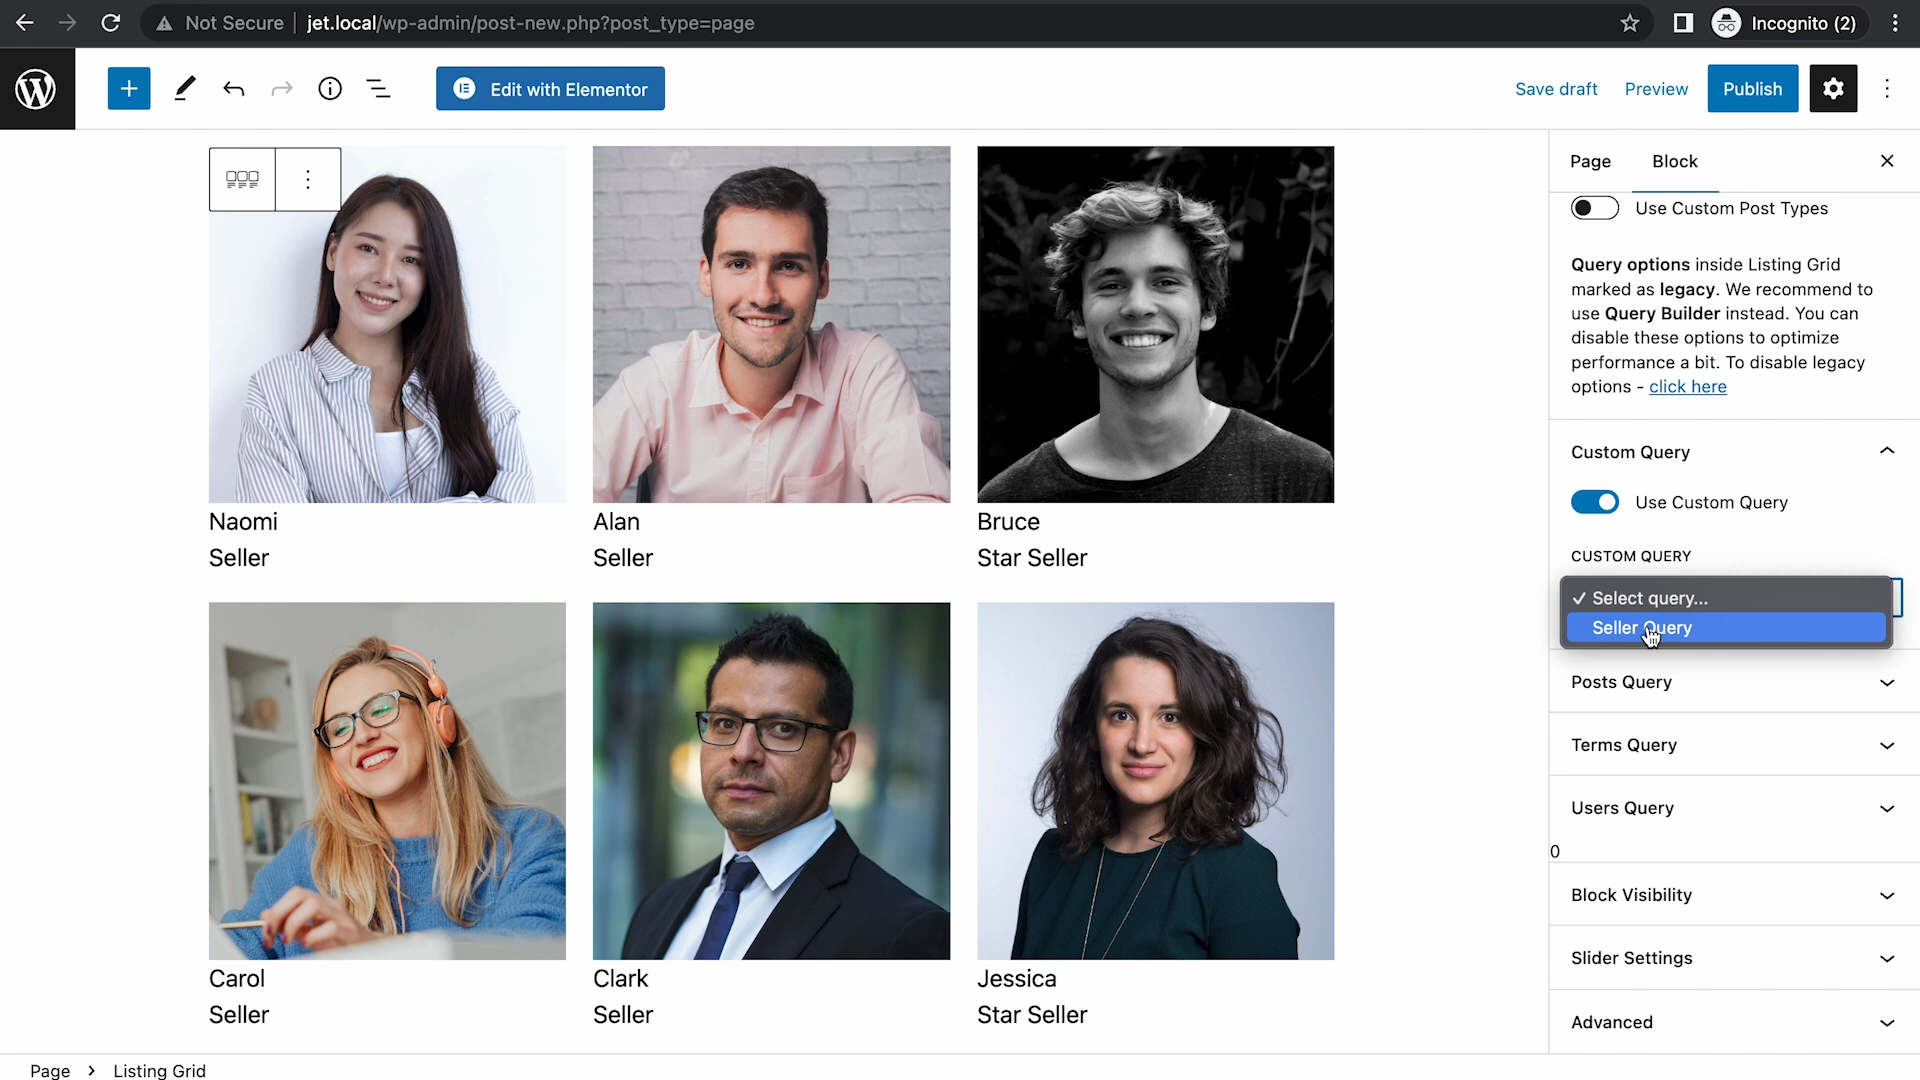 Not Secure
jet.local/wp-admin/post-new.php?post_type=page
Incognito (2)
Edit with Elementor
Save draft
Preview
Publish
Naomi
Seller
Alan
Seller
Bruce
Star Seller
Carol
Seller
Clark
Seller
Jessica
Star Seller
Page
Block
Use Custom Post Types
Query options inside Listing Grid
marked as legacy. We recommend to
use Query Builder instead. You can
disable these options to optimize
performance a bit. To disable legacy
options - click here
Custom Query
Use Custom Query
CUSTOM QUERY
✓ Select query...
Seller Query
Posts Query
Terms Query
Users Query
0
Block Visibility
Slider Settings
Advanced
Page > Listing Grid